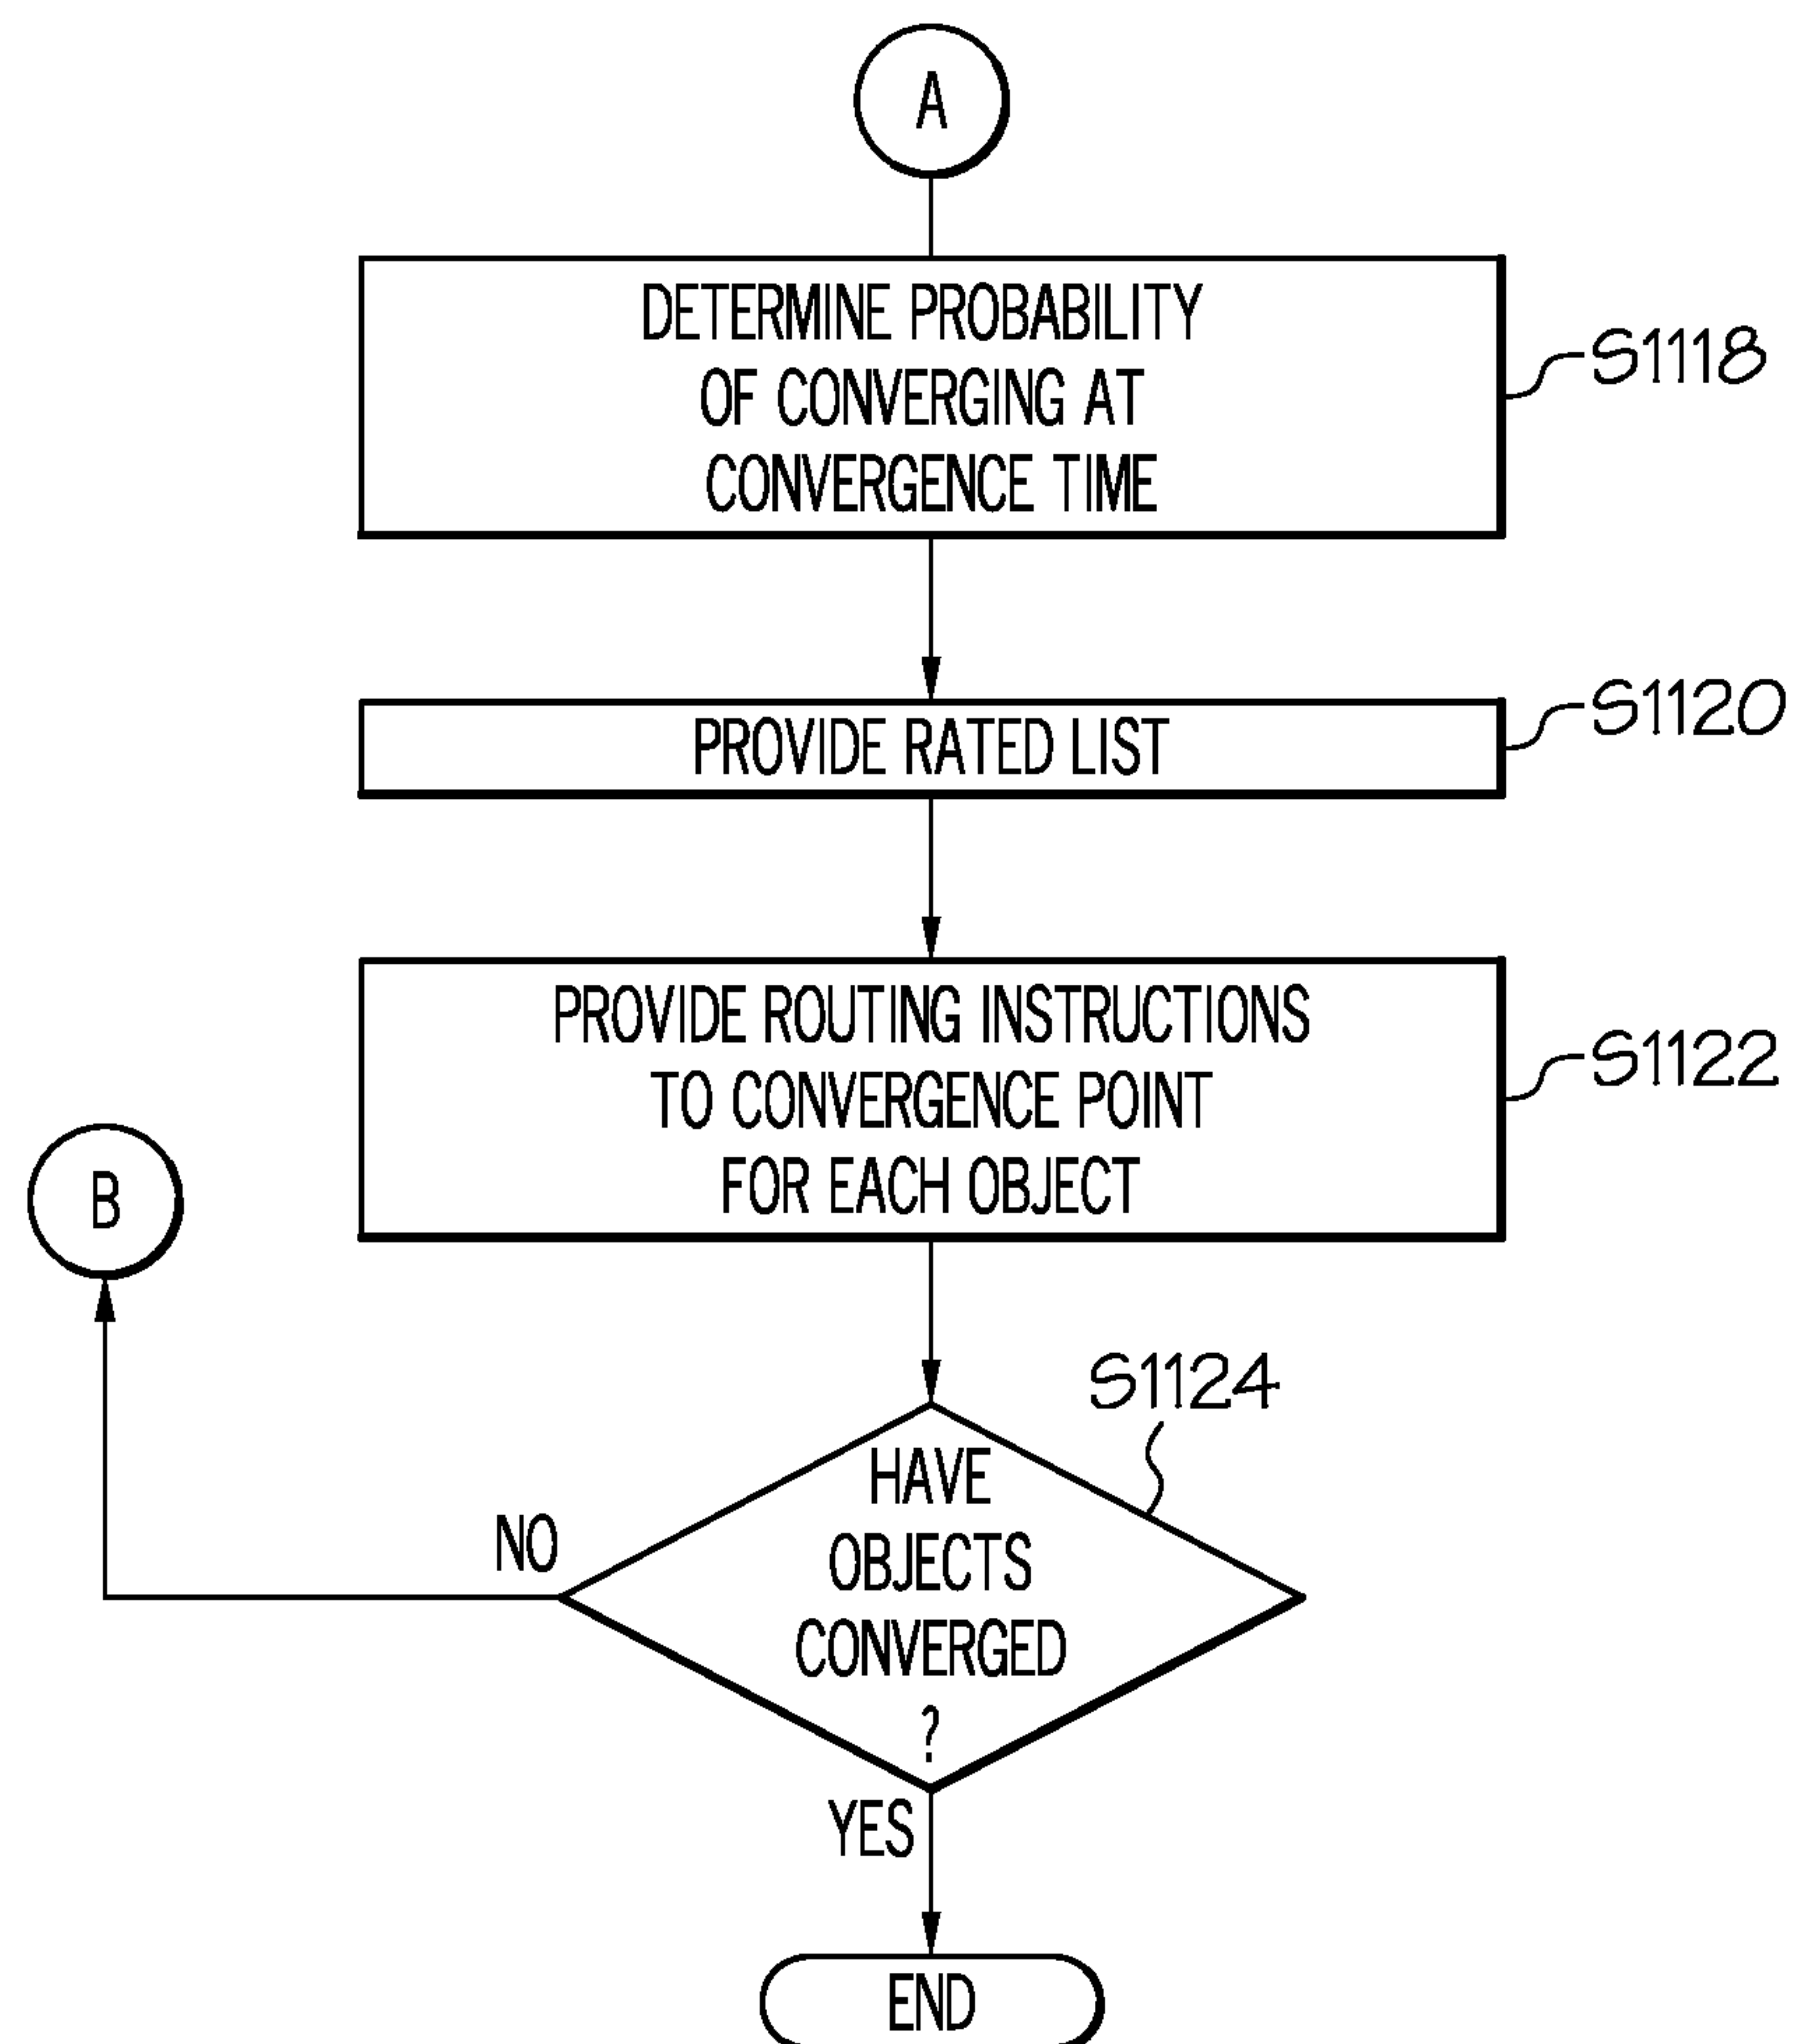 A
DETERMINE PROBABILITY
OF CONVERGING AT
CONVERGENCE TIME
S1118
PROVIDE RATED LIST
S1120
PROVIDE ROUTING INSTRUCTIONS
TO CONVERGENCE POINT
FOR EACH OBJECT
S1122
B
S1124
HAVE
OBJECTS
CONVERGED
?
NO
YES
END